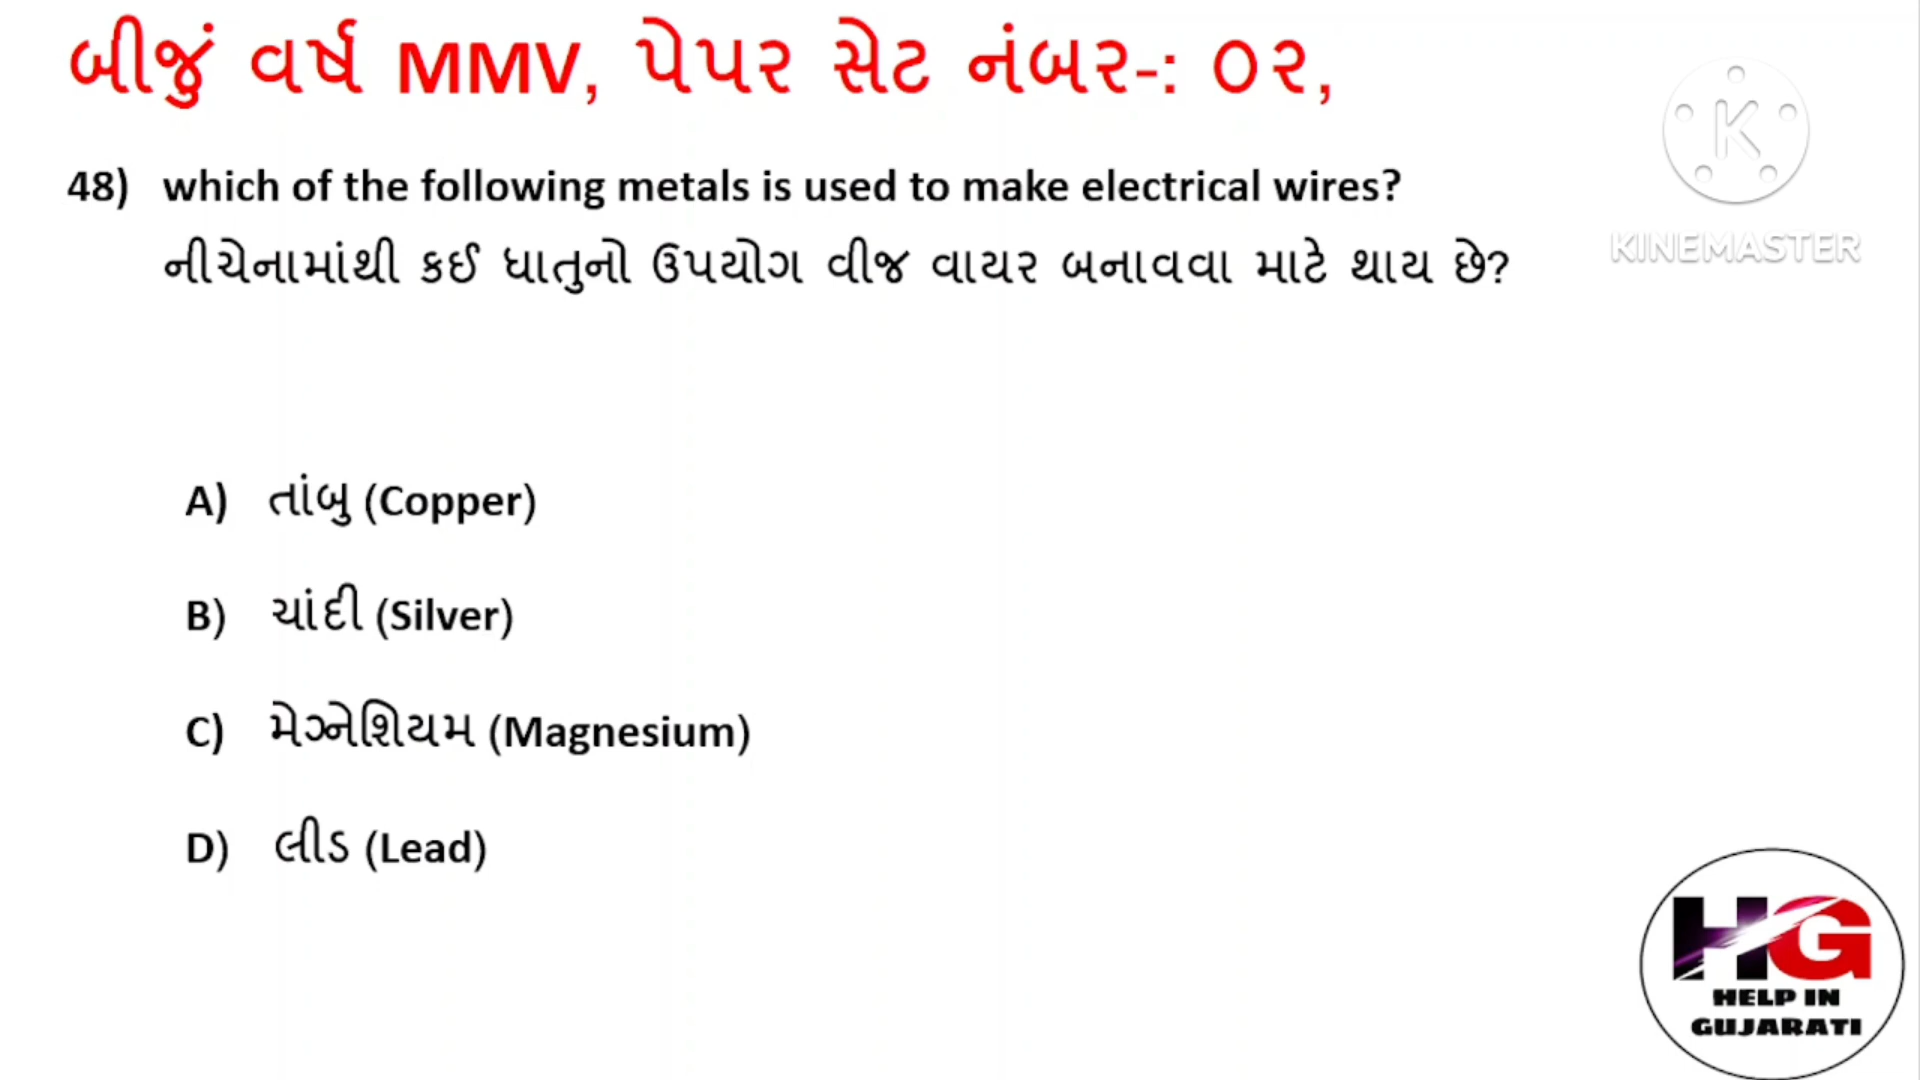 બીજું વર્ષ MMV, પેપર સેટ નંબર-: ૦૨,
K
KINEMASTER
48) which of the following metals is used to make electrical wires?
નીચેનામાંથી કઈ ધાતુનો ઉપયોગ વીજ વાયર બનાવવા માટે થાય છે?
A) તાંબુ (Copper)
B) ચાંદી (Silver)
C) મેઞ્નેશિયમ (Magnesium)
D) લીડ (Lead)
HG
HELP IN
GUJARATI